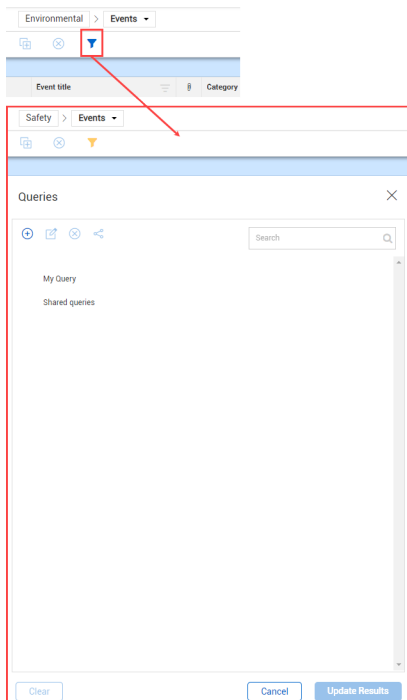 Environmental > Events
Event title Category
Safety > Events
Queries
Search
My Query
Shared queries
Clear Cancel Update Results